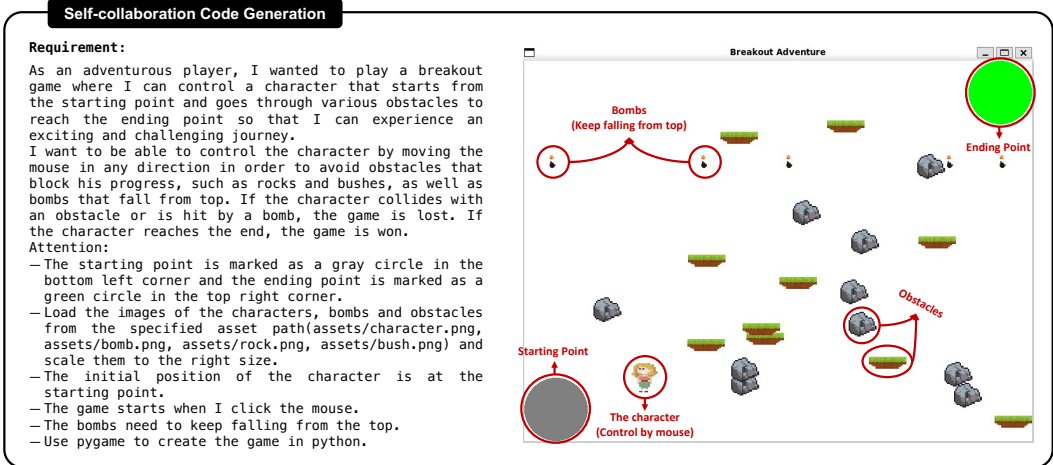 Self-collaboration Code Generation
Requirement:
As an adventurous player, I wanted to play a breakout
game where I can control a character that starts from
the starting point and goes through various obstacles to
reach the ending point so that I can experience an
exciting and challenging journey.
I want to be able to control the character by moving the
mouse in any direction in order to avoid obstacles that
block his progress, such as rocks and bushes, as well as
bombs that fall from top. If the character collides with
an obstacle or is hit by a bomb, the game is lost. If
the character reaches the end, the game is won.
Attention:
—The starting point is marked as a gray circle in the
bottom left corner and the ending point is marked as a
green circle in the top right corner.
—Load the images of the characters, bombs and obstacles
from the specified asset path(assets/character.png,
assets/bomb.png, assets/rock.png, assets/bush.png) and
scale them to the right size.
—The initial position of the character is at the
starting point.
—The game starts when I click the mouse.
—The bombs need to keep falling from the top.
—Use pygame to create the game in python.
Breakout Adventure
Bombs
(Keep falling from top)
Ending Point
Obstacles
Starting Point
The character
(Control by mouse)